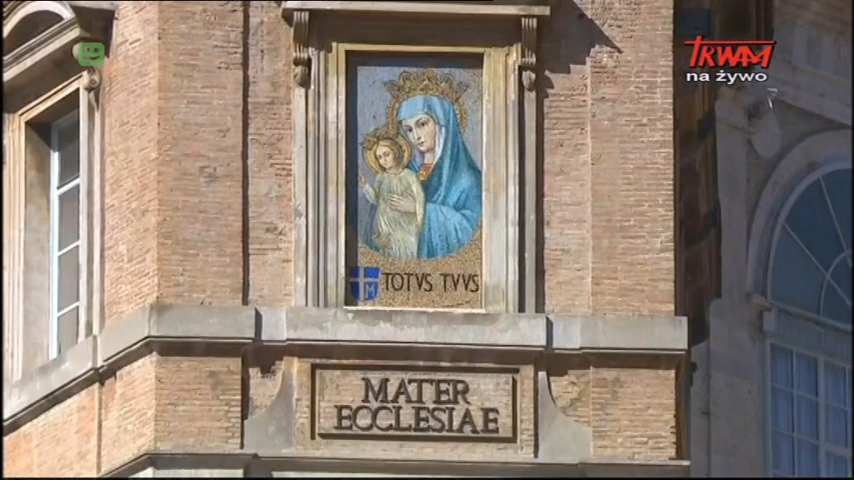 TRWAM
na żywo
TOTVS TVVS
M
MATER
ECCLESIAE